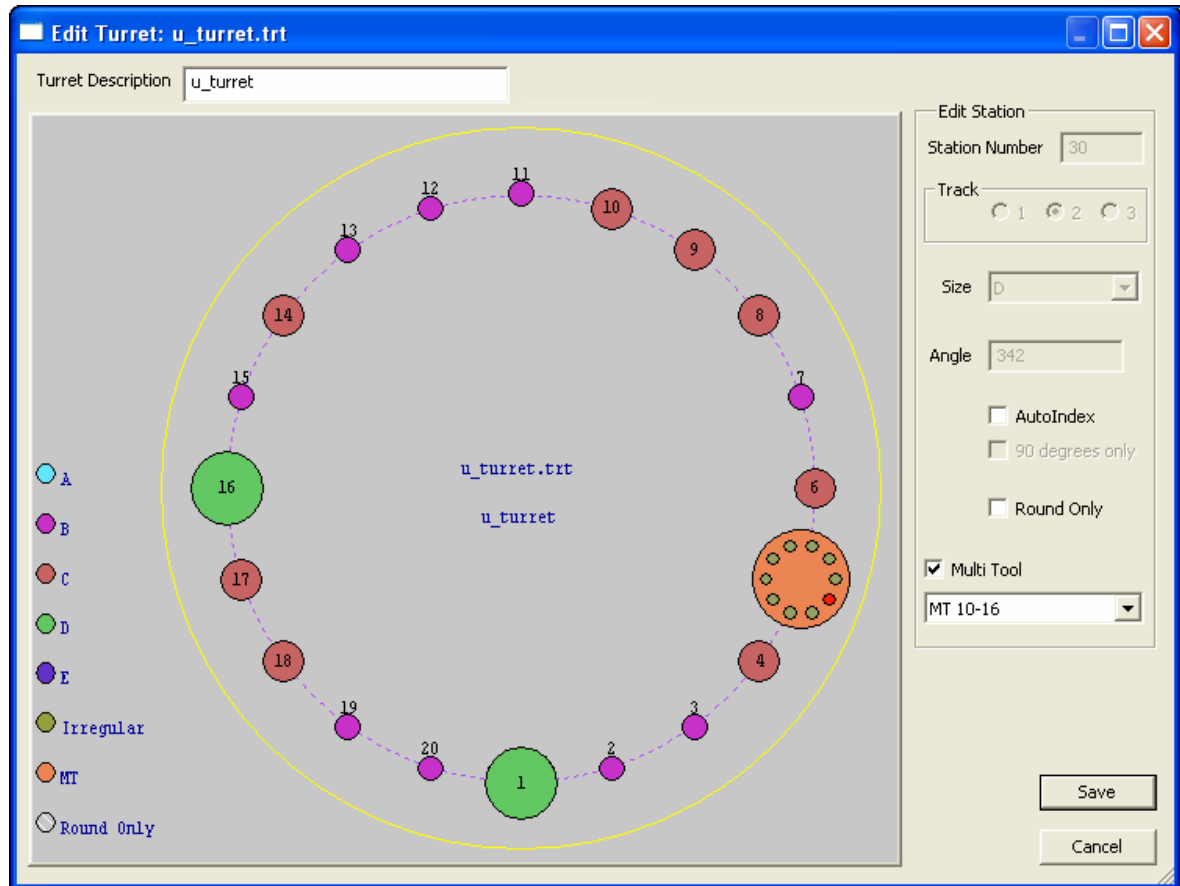 Edit Turret: u_turret.trt
Turret Description u_turret
Edit Station
Station Number 30
Track
1 2 3
Size D
Angle 342
AutoIndex
90 degrees only
Round Only
Multi Tool
MT 10-16
Save
Cancel
11
12
10
13
9
14
8
15
7
u_turret.trt
16
6
u_turret
17
18
4
19
3
20
2
1
A
B
C
D
E
Irregular
MT
Round Only